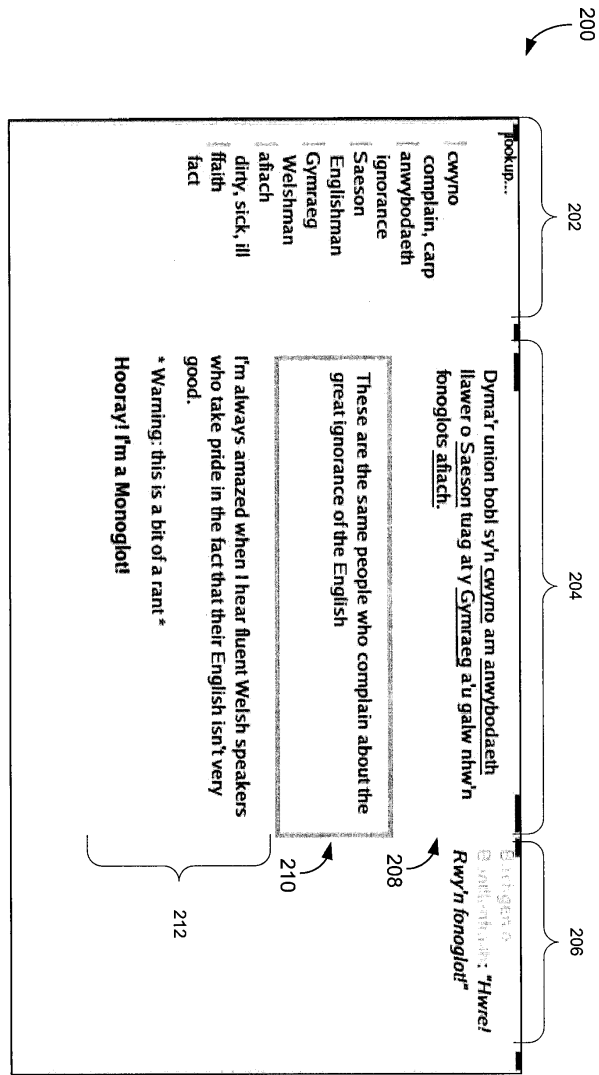 200
202
204
206
lookup...
cwyno
complain, carp
anwybodaeth
ignorance
Saeson
Englishman
Gymraeg
Welshman
afiach
dirty, sick, ill
ffaith
fact
Dyma'r union bobl sy'n cwyno am anwybodaeth
llawer o Saeson tuag at y Gymraeg a'u galw nhw'n
fonoglots afiach.
208
These are the same people who complain about the
great ignorance of the English
210
I'm always amazed when I hear fluent Welsh speakers
who take pride in the fact that their English isn't very
good.
* Warning: this is a bit of a rant *
Hooray! I'm a Monoglot!
212
: "Hwre!
Rwy'n fonoglot!"